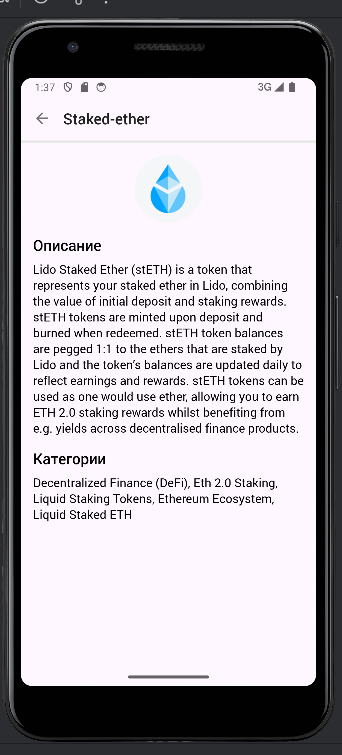 1:37
3G
Staked-ether
Описание
Lido Staked Ether (stETH) is a token that
represents your staked ether in Lido, combining
the value of initial deposit and staking rewards.
stETH tokens are minted upon deposit and
burned when redeemed. stETH token balances
are pegged 1:1 to the ethers that are staked by
Lido and the token's balances are updated daily to
reflect earnings and rewards. stETH tokens can be
used as one would use ether, allowing you to earn
ETH 2.0 staking rewards whilst benefiting from
e.g. yields across decentralised finance products.
Категории
Decentralized Finance (DeFi), Eth 2.0 Staking,
Liquid Staking Tokens, Ethereum Ecosystem,
Liquid Staked ETH